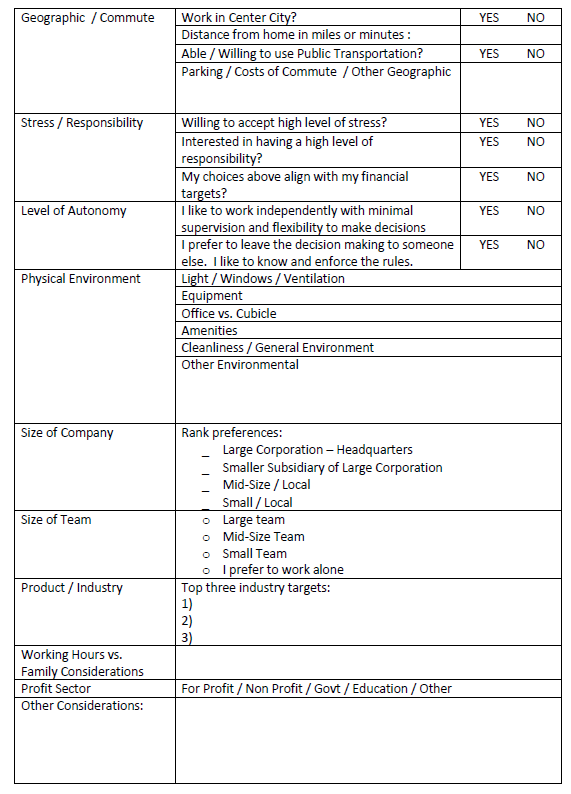 Geographic / Commute
Work in Center City? YES NO
Distance from home in miles or minutes :
Able / Willing to use Public Transportation? YES NO
Parking / Costs of Commute / Other Geographic
Stress / Responsibility
Willing to accept high level of stress? YES NO
Interested in having a high level of YES NO
responsibility?
My choices above align with my financial YES NO
targets?
Level of Autonomy
I like to work independently with minimal YES NO
supervision and flexibility to make decisions
I prefer to leave the decision making to someone YES NO
else. I like to know and enforce the rules.
Physical Environment
Light / Windows / Ventilation
Equipment
Office vs. Cubicle
Amenities
Cleanliness / General Environment
Other Environmental
Size of Company
Rank preferences:
_ Large Corporation – Headquarters
_ Smaller Subsidiary of Large Corporation
_ Mid-Size / Local
_ Small / Local
Size of Team
o Large team
o Mid-Size Team
o Small Team
o I prefer to work alone
Product / Industry
Top three industry targets:
1)
2)
3)
Working Hours vs.
Family Considerations
Profit Sector
For Profit / Non Profit / Govt / Education / Other
Other Considerations: